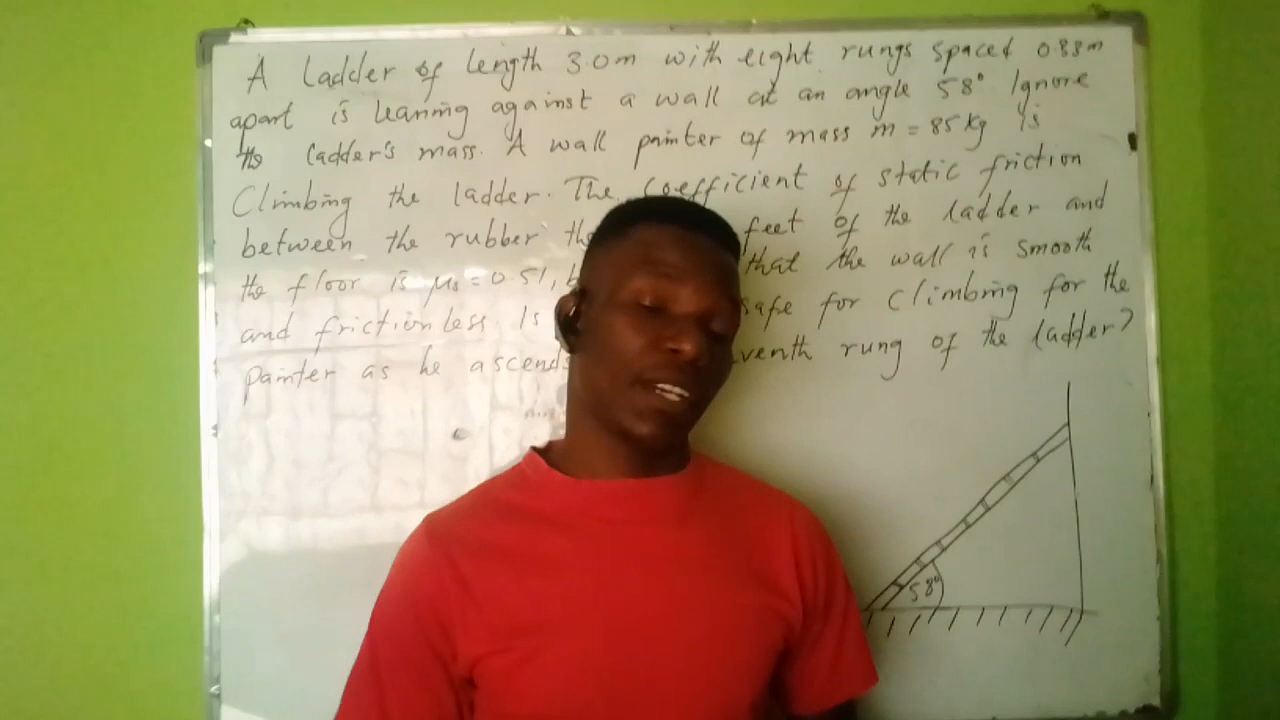 A ladder of length 3.0m with eight rungs spaced 0.33m
apart is leaning against a wall at an angle 58° Ignore
the ladder's mass. A wall painter of mass m = 85kg is
Climbing the ladder. The coefficient of static friction
between the rubber feet of the ladder and
the floor is μs = 0.51, that the wall is smooth
and frictionless. Is safe for climbing for the
painter as he ascends rung of the ladder?
58°